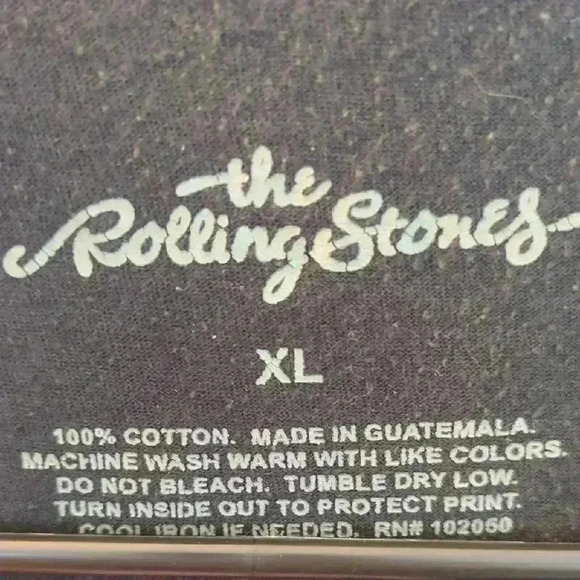 the
Rolling Stones
XL
100% COTTON. MADE IN GUATEMALA.
MACHINE WASH WARM WITH LIKE COLORS.
DO NOT BLEACH. TUMBLE DRY LOW.
TURN INSIDE OUT TO PROTECT PRINT.
COOL IRON IF NEEDED. RN# 102050